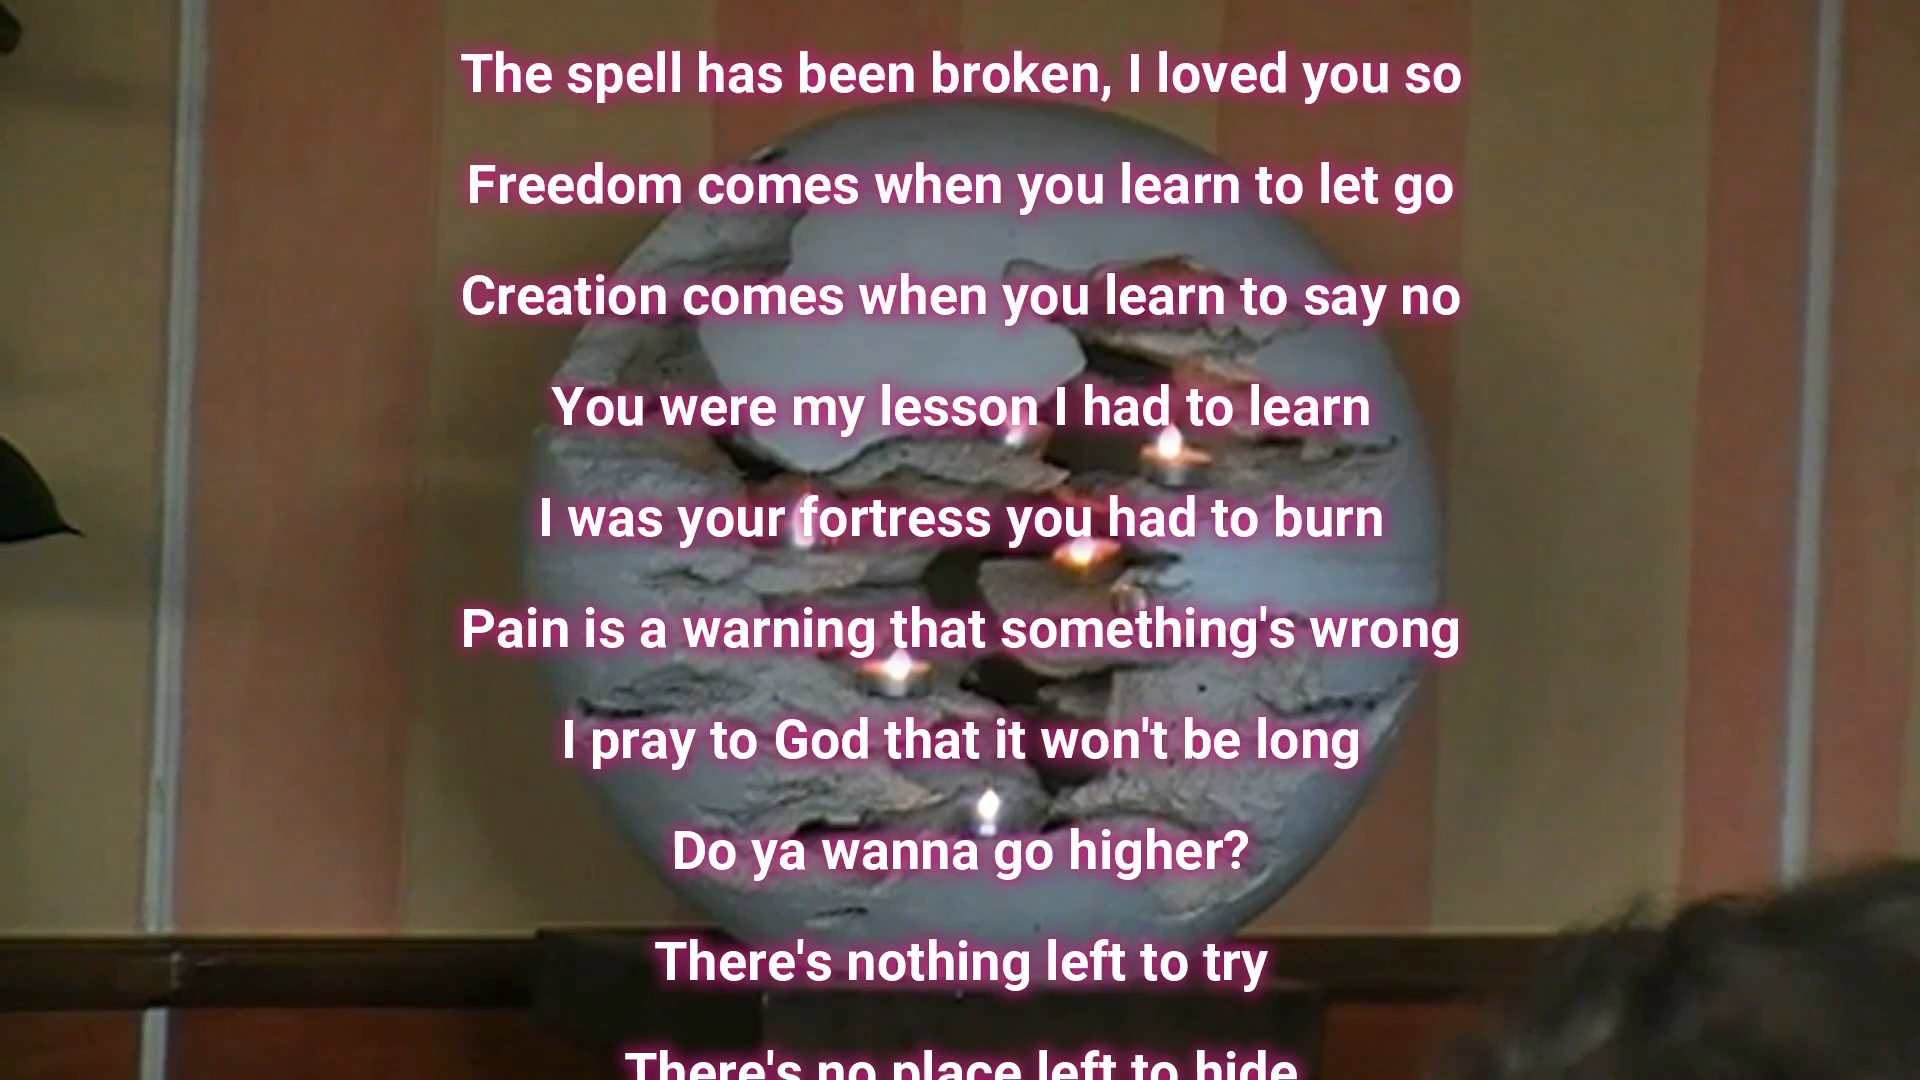 The spell has been broken, I loved you so
Freedom comes when you learn to let go
Creation comes when you learn to say no
You were my lesson I had to learn
I was your fortress you had to burn
Pain is a warning that something's wrong
I pray to God that it won't be long
Do ya wanna go higher?
There's nothing left to try
There's no place left to hide